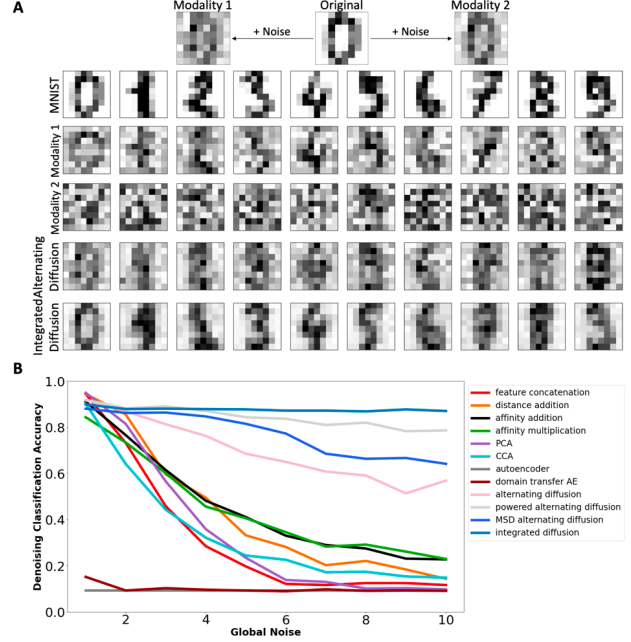 A
Modality 1
Original
Modality 2
+ Noise
+ Noise
MNIST
Modality 1
Modality 2
Alternating
Diffusion
Integrated
Diffusion
B
Denoising Classification Accuracy
1.0
0.8
0.6
0.4
0.2
0.0
2
4
6
8
10
Global Noise
feature concatenation
distance addition
affinity addition
affinity multiplication
PCA
CCA
autoencoder
domain transfer AE
alternating diffusion
powered alternating diffusion
MSD alternating diffusion
integrated diffusion